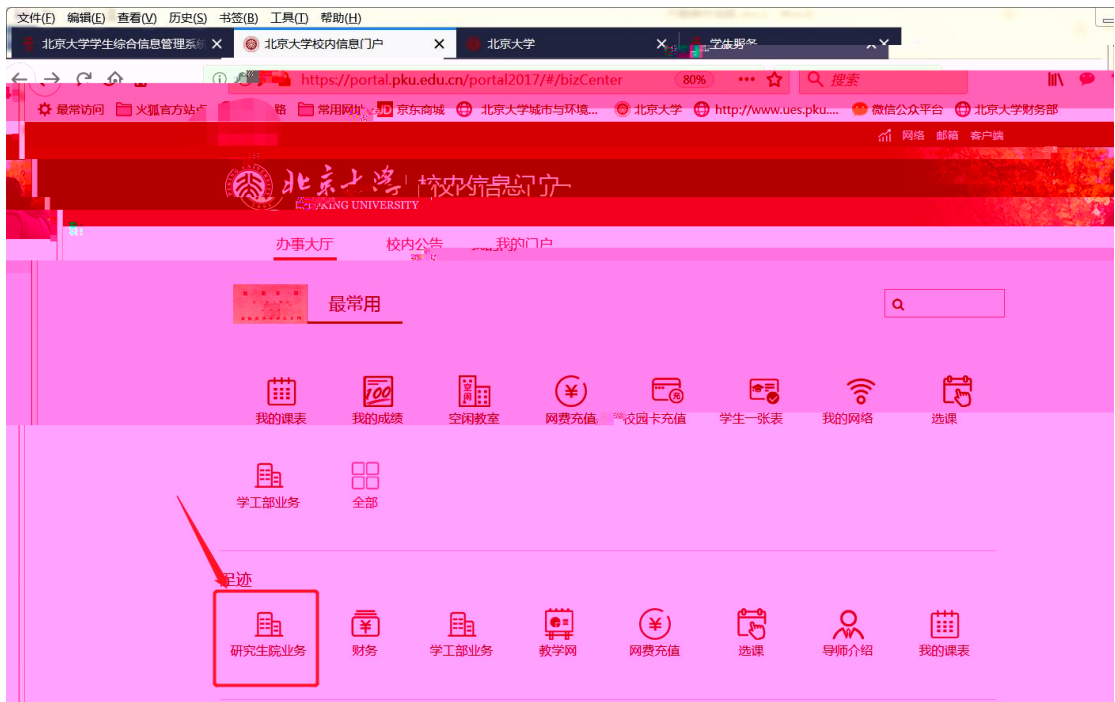 文件(F) 编辑(E) 查看(V) 历史(S) 书签(B) 工具(T) 帮助(H)
北京大学学生综合信息管理系统 北京大学校内信息门户 北京大学 学生服务
https://portal.pku.edu.cn/portal2017/#/bizCenter 80% 搜索
最常访问 火狐官方站点 常用网址 JD 京东商城 北京大学城市与环境... 北京大学 http://www.ues.pku.... 微信公众平台 北京大学财务部
网络 邮箱 客户端
北京大学 校内信息门户
PEKING UNIVERSITY
办事大厅 校内公告 我的门户
最常用
我的课表 我的成绩 空闲教室 网费充值 校园卡充值 学生一张表 我的网络 选课
学工部业务 全部
足迹
研究生院业务 财务 学工部业务 教学网 网费充值 选课 导师介绍 我的课表